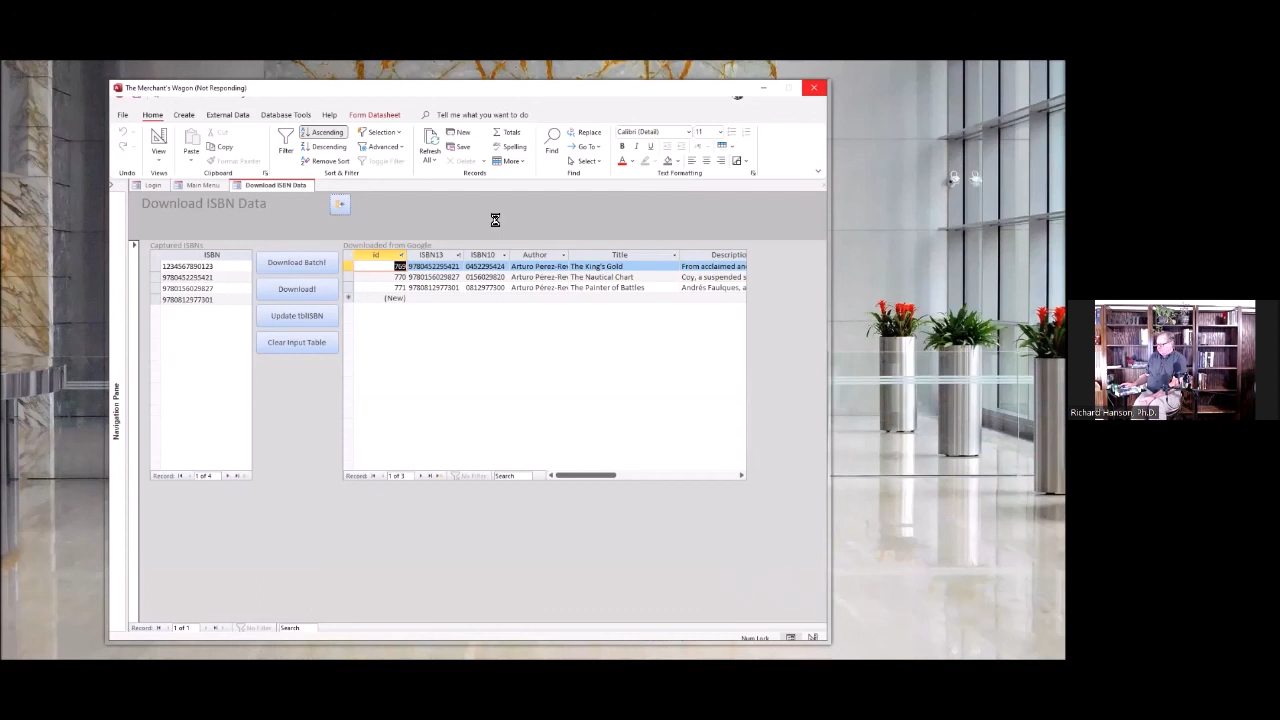 The Merchant's Wagon (Not Responding)
File Home Create External Data Database Tools Help Form Datasheet Tell me what you want to do
View Paste Cut Copy Format Painter Filter Ascending Descending Remove Sort Selection Advanced Toggle Filter Refresh All New Save Delete Totals Spelling More Find Replace Go To Select Calibri (Detail) 11 B I U A
Undo Views Clipboard Sort & Filter Records Find Text Formatting
Login Main Menu Download ISBN Data
Download ISBN Data
Captured ISBNs Downloaded from Google
ISBN
1234567890123
9780452295421
9780156029827
9780812977301
Download Batch!
Download!
Update tblISBN
Clear Input Table
id ISBN13 ISBN10 Author Title Descriptio
769 9780452295421 0452295424 Arturo Pérez-Re The King's Gold From acclaimed an
770 9780156029827 0156029820 Arturo Pérez-Re The Nautical Chart Coy, a suspended s
771 9780812977301 0812977300 Arturo Pérez-Re The Painter of Battles Andrés Faulques, a
(New)
Navigation Pane
Record: 1 of 4
Record: 1 of 3 No Filter Search
Record: 1 of 1 No Filter Search
Num Lock
Richard Hanson, Ph.D.